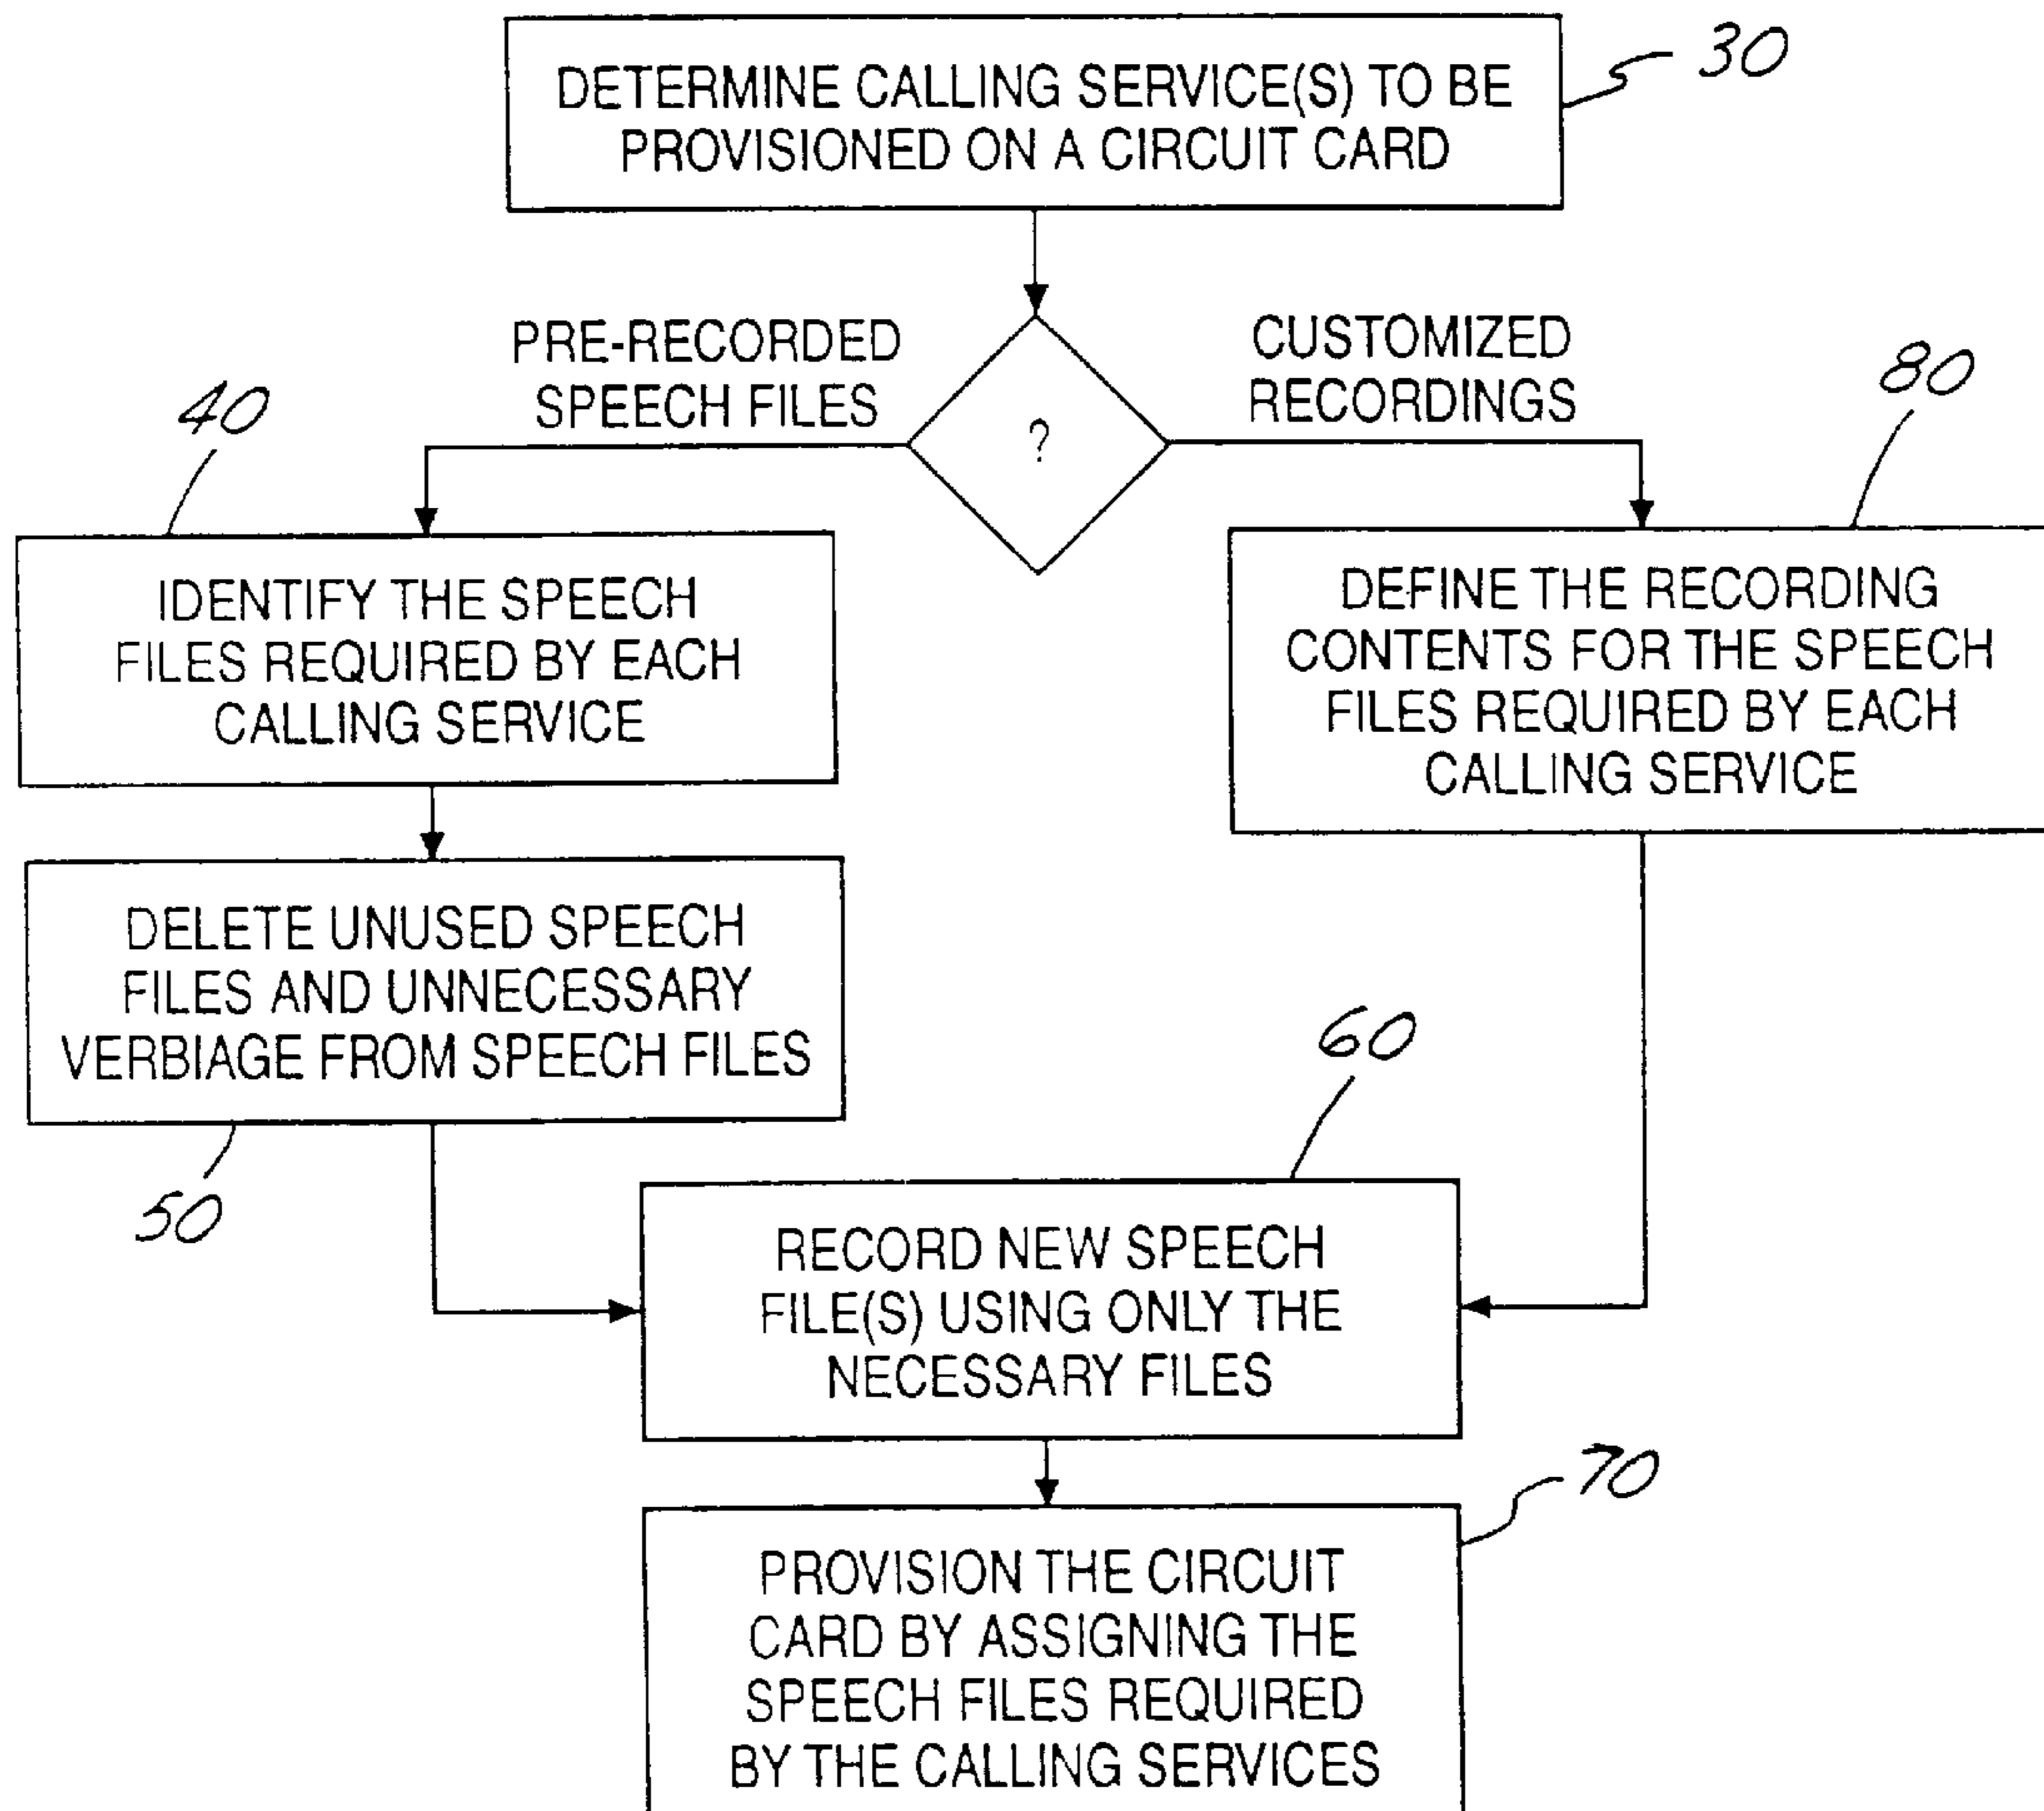 DETERMINE CALLING SERVICE(S) TO BE
PROVISIONED ON A CIRCUIT CARD
30
PRE-RECORDED
SPEECH FILES
?
CUSTOMIZED
RECORDINGS
40
80
IDENTIFY THE SPEECH
FILES REQUIRED BY EACH
CALLING SERVICE
DEFINE THE RECORDING
CONTENTS FOR THE SPEECH
FILES REQUIRED BY EACH
CALLING SERVICE
DELETE UNUSED SPEECH
FILES AND UNNECESSARY
VERBIAGE FROM SPEECH FILES
50
60
RECORD NEW SPEECH
FILE(S) USING ONLY THE
NECESSARY FILES
70
PROVISION THE CIRCUIT
CARD BY ASSIGNING THE
SPEECH FILES REQUIRED
BY THE CALLING SERVICES